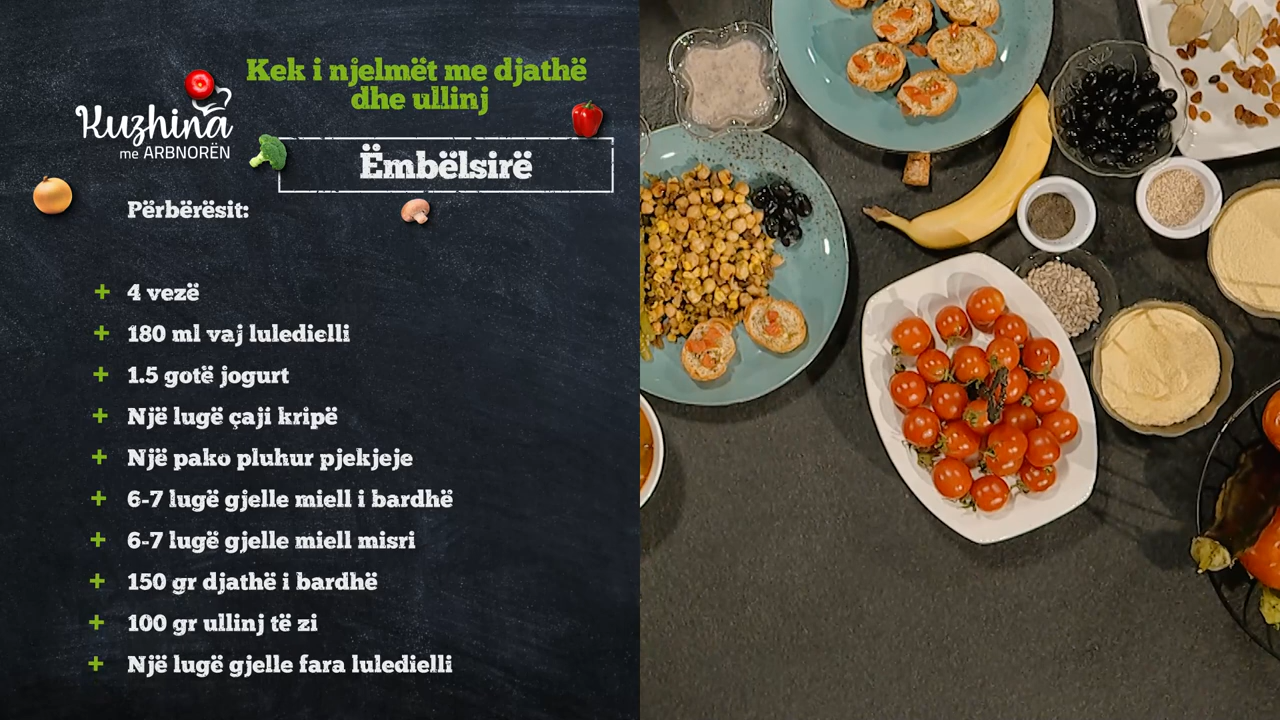 Kek i njelmët me djathë
dhe ullinj
Kuzhina
me ARBNORËN
Ëmbëlsirë
Përbërësit:
+ 4 vezë
+ 180 ml vaj luledielli
+ 1.5 gotë jogurt
+ Një lugë çaji kripë
+ Një pako pluhur pjekjeje
+ 6-7 lugë gjelle miell i bardhë
+ 6-7 lugë gjelle miell misri
+ 150 gr djathë i bardhë
+ 100 gr ullinj të zi
+ Një lugë gjelle fara luledielli